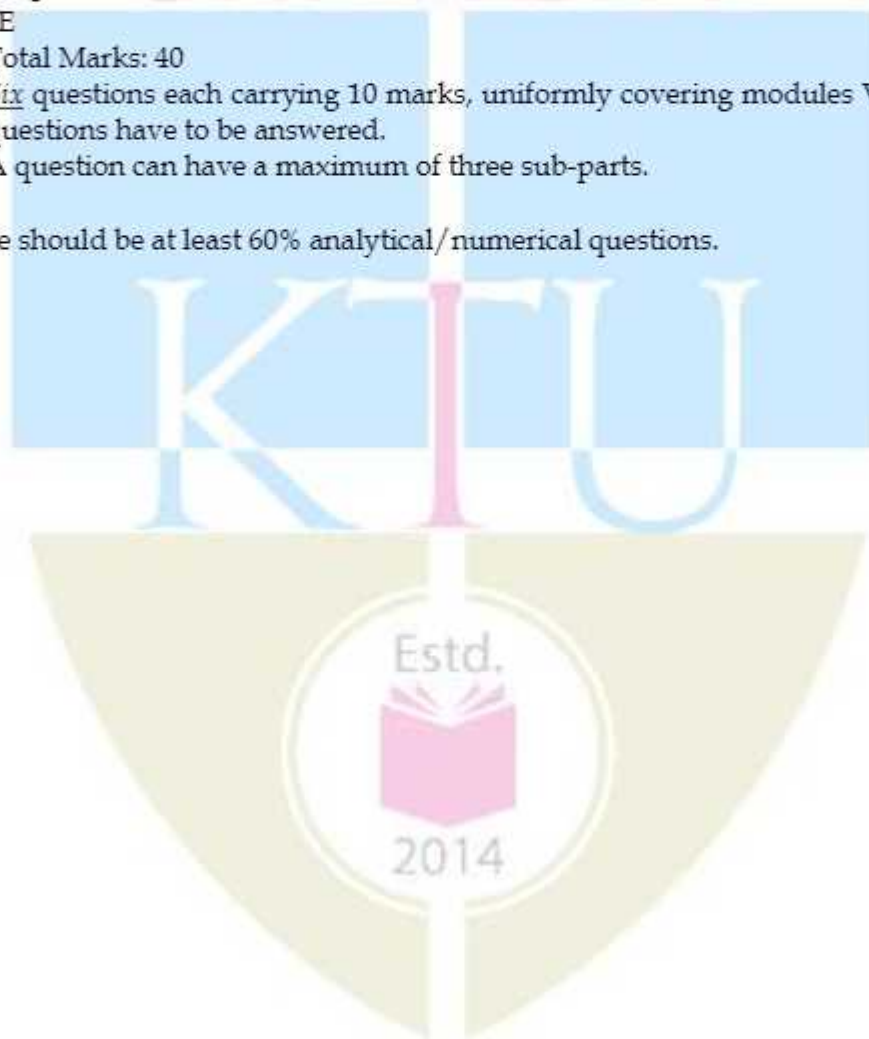 E
Total Marks: 40
ix questions each carrying 10 marks, uniformly covering modules V
questions have to be answered.
A question can have a maximum of three sub-parts.
e should be at least 60% analytical/numerical questions.
KTU
Estd.
2014